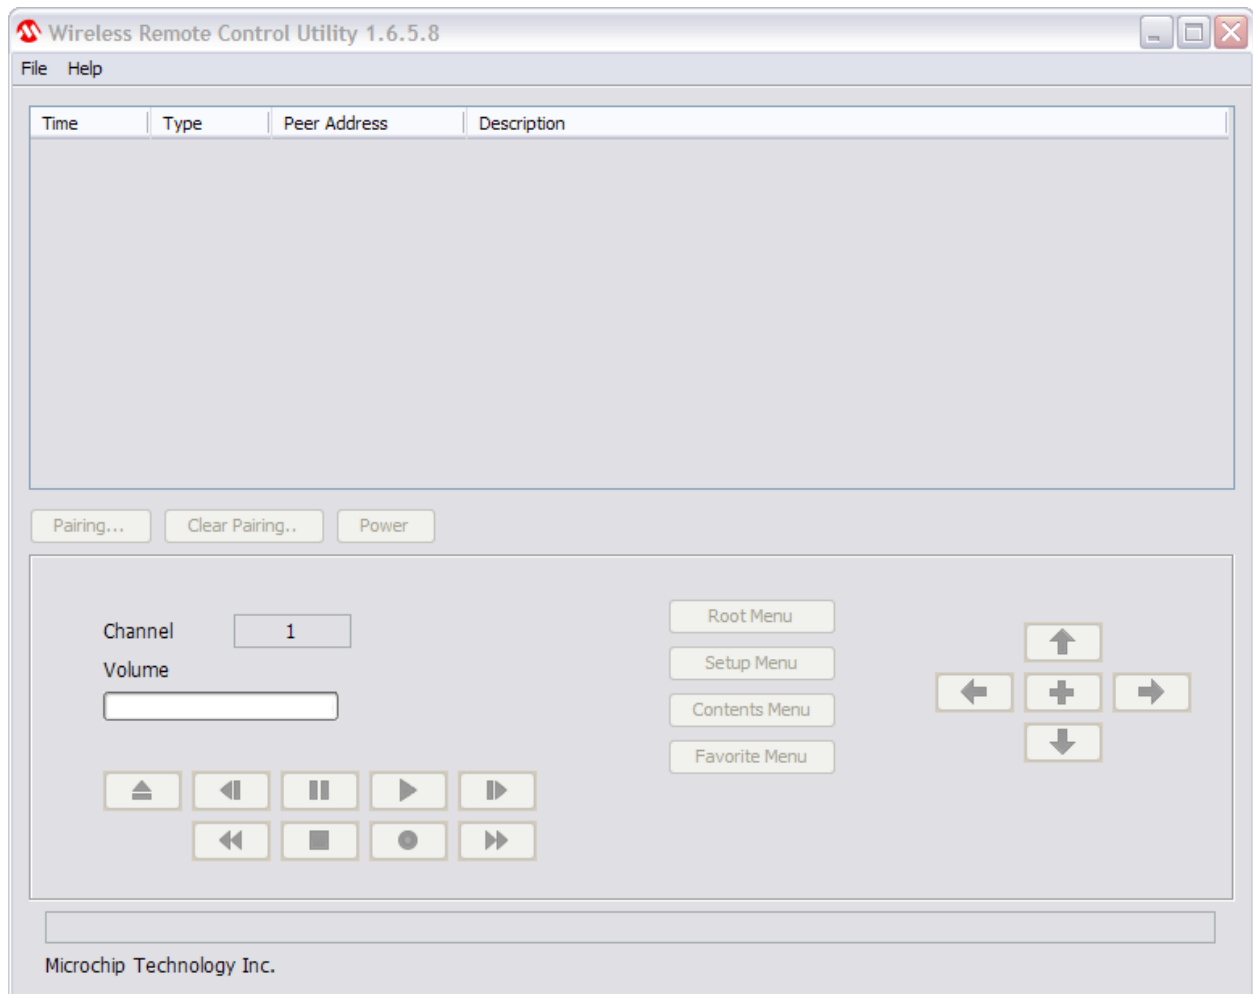 Wireless Remote Control Utility 1.6.5.8
File Help
Time Type Peer Address Description
Pairing... Clear Pairing.. Power
Channel 1
Volume
Root Menu
Setup Menu
Contents Menu
Favorite Menu
Microchip Technology Inc.